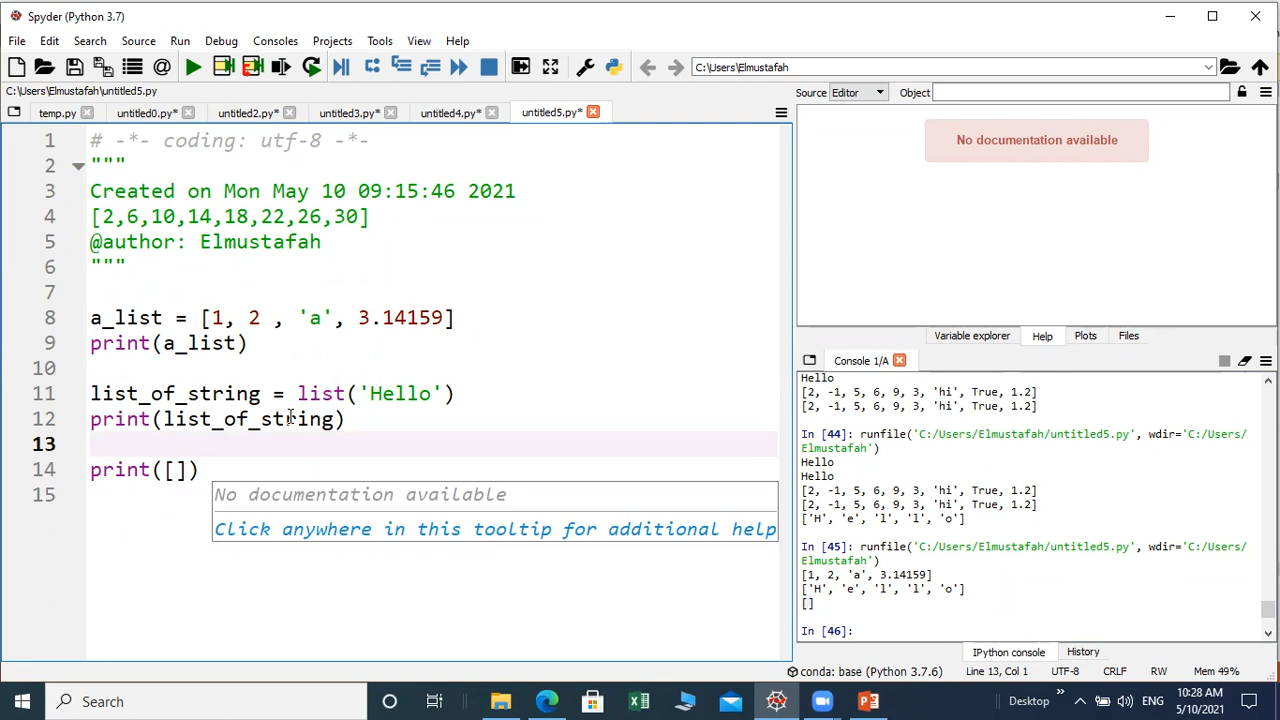 Spyder (Python 3.7)
File Edit Search Source Run Debug Consoles Projects Tools View Help
C:\Users\Elmustafah
C:\Users\Elmustafah\untitled5.py
temp.py untitled0.py* untitled2.py* untitled3.py* untitled4.py* untitled5.py*
1 # -*- coding: utf-8 -*-
2 """
3 Created on Mon May 10 09:15:46 2021
4 [2,6,10,14,18,22,26,30]
5 @author: Elmustafah
6 """
7
8 a_list = [1, 2 , 'a', 3.14159]
9 print(a_list)
10
11 list_of_string = list('Hello')
12 print(list_of_string)
13
14 print([])
15
No documentation available
Click anywhere in this tooltip for additional help
Source Editor Object
No documentation available
Variable explorer Help Plots Files
Console 1/A
Hello
[2, -1, 5, 6, 9, 3, 'hi', True, 1.2]
[2, -1, 5, 6, 9, 3, 'hi', True, 1.2]
In [44]: runfile('C:/Users/Elmustafah/untitled5.py', wdir='C:/Users/
Elmustafah')
Hello
Hello
[2, -1, 5, 6, 9, 3, 'hi', True, 1.2]
[2, -1, 5, 6, 9, 3, 'hi', True, 1.2]
['H', 'e', 'l', 'l', 'o']
In [45]: runfile('C:/Users/Elmustafah/untitled5.py', wdir='C:/Users/
Elmustafah')
[1, 2, 'a', 3.14159]
['H', 'e', 'l', 'l', 'o']
[]
In [46]:
IPython console History
conda: base (Python 3.7.6) Line 13, Col 1 UTF-8 CRLF RW Mem 49%
Search
Desktop
ENG
10:28 AM
5/10/2021